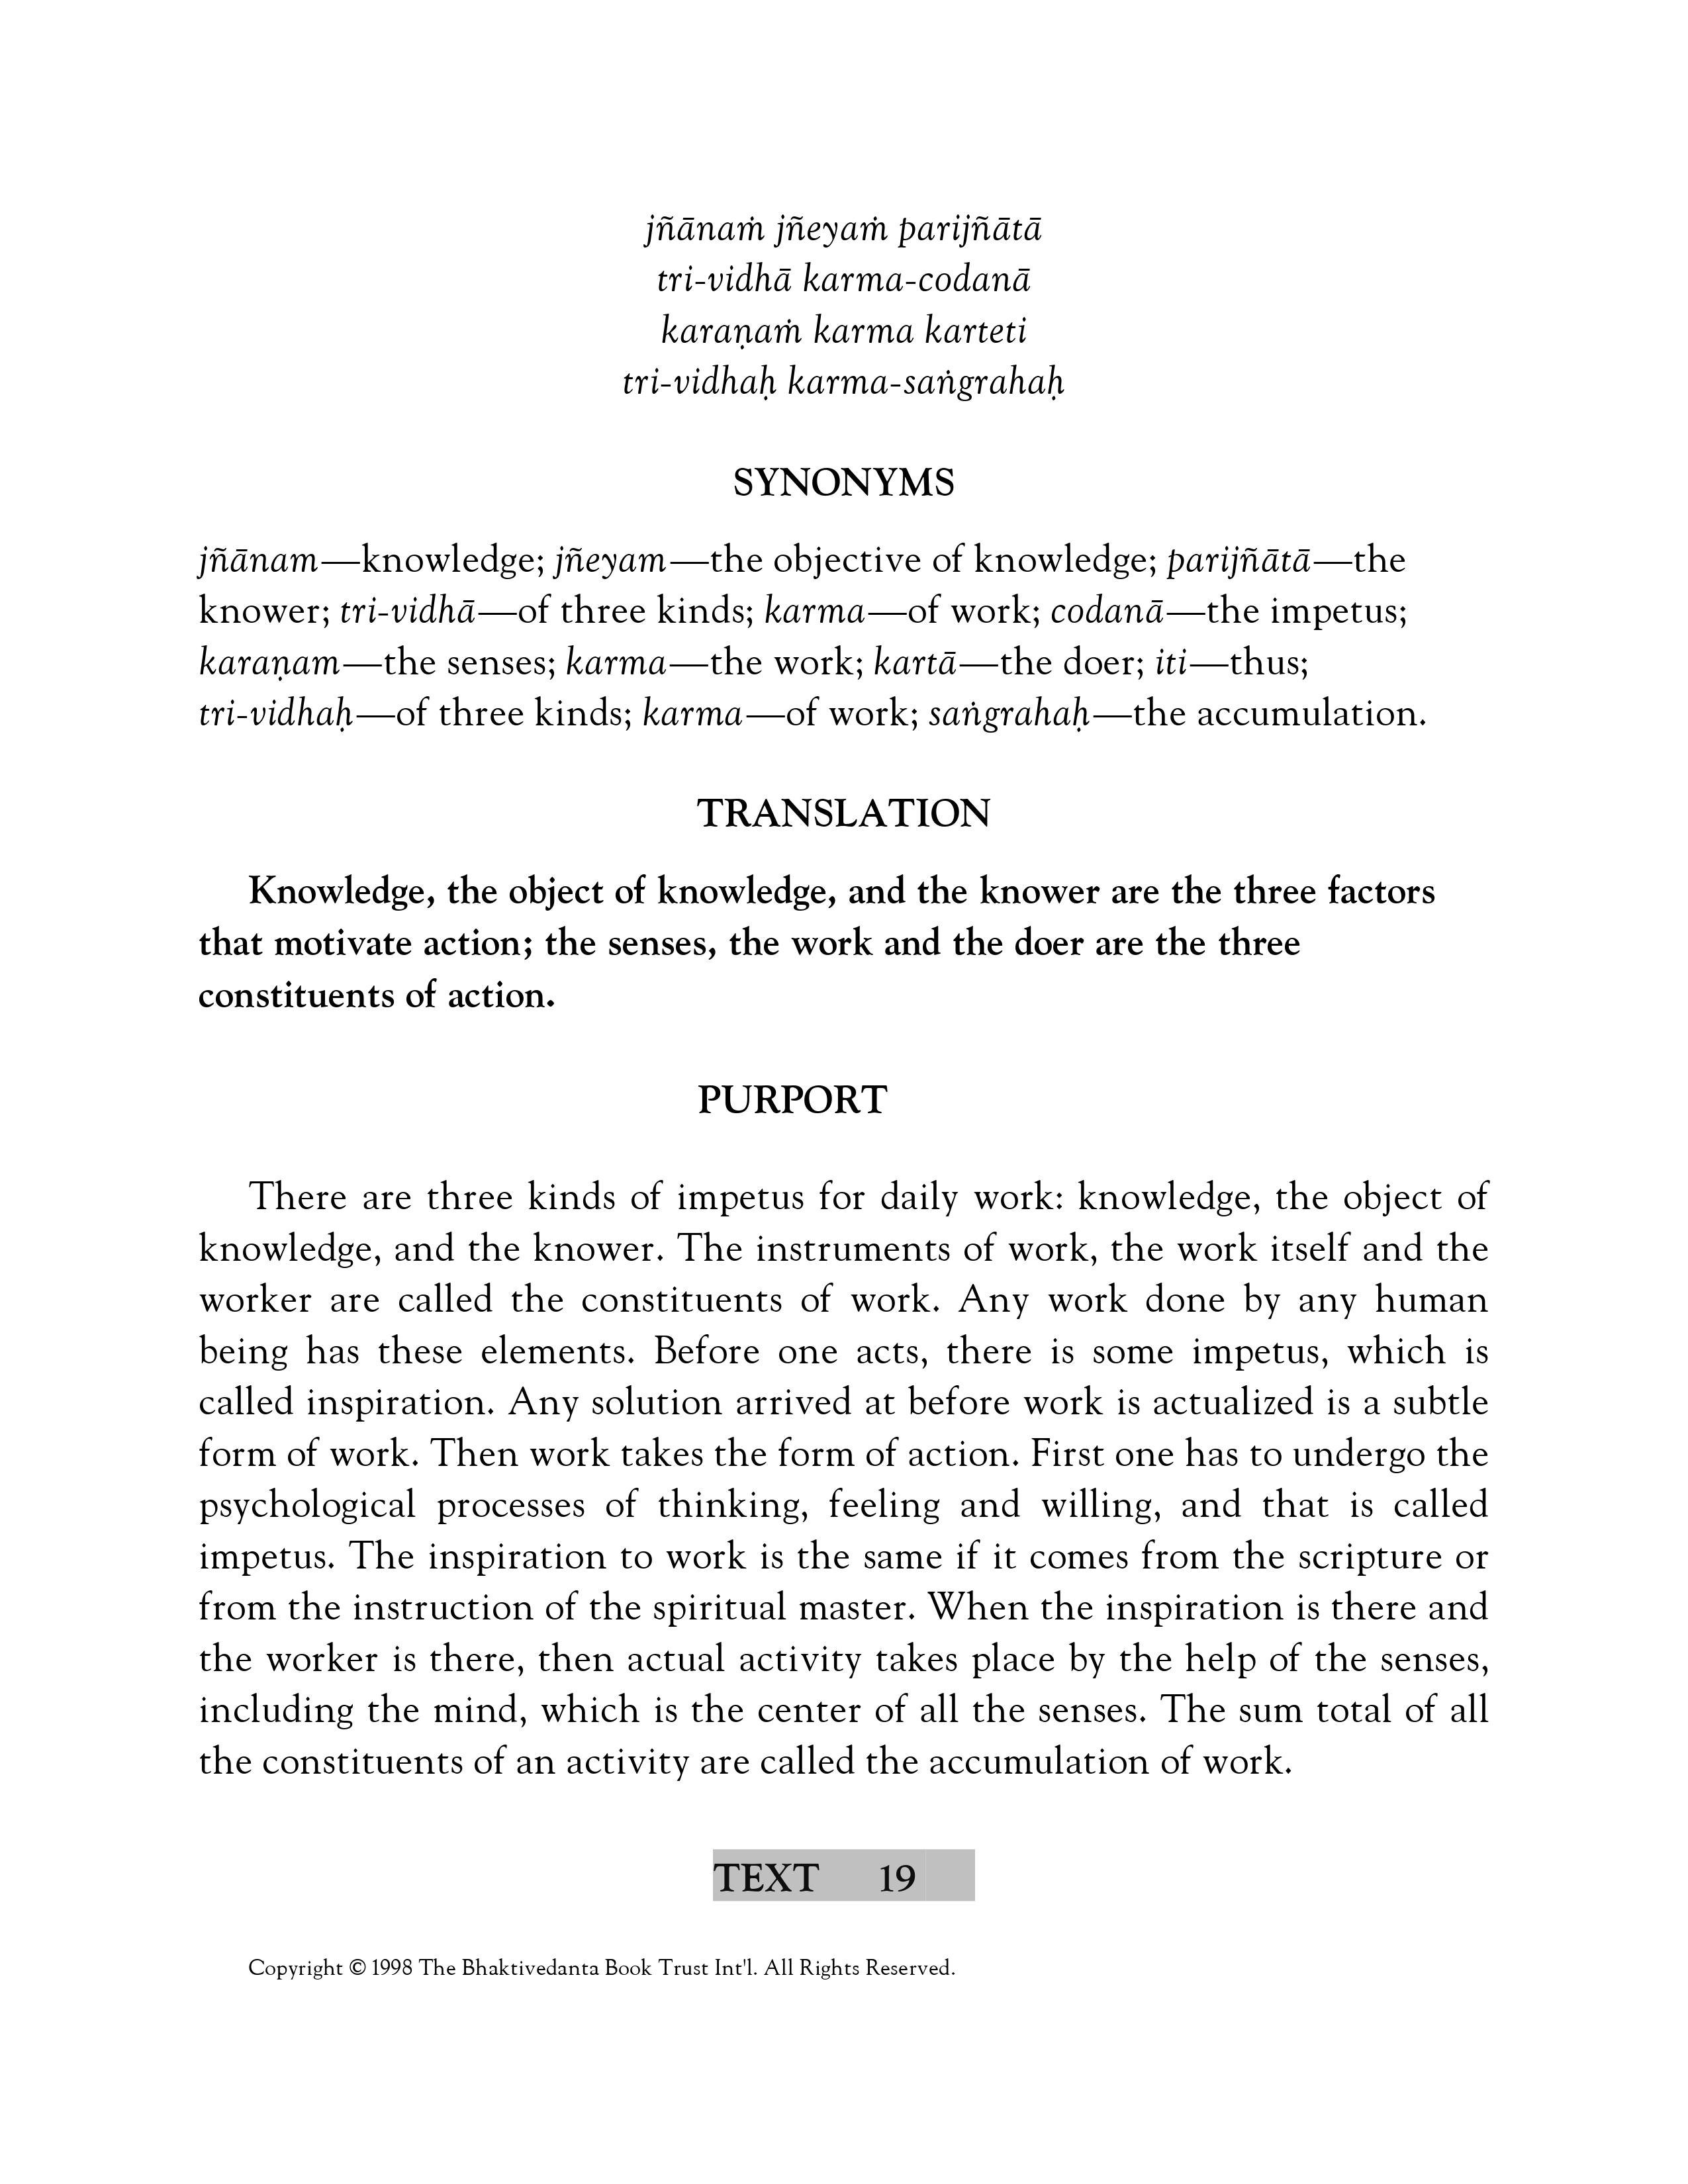 jñānaṁ jñeyaṁ parijñātā
tri-vidhā karma-codanā
karaṇaṁ karma karteti
tri-vidhaḥ karma-saṅgrahaḥ
SYNONYMS
jñānam—knowledge; jñeyam—the objective of knowledge; parijñātā—the
knower; tri-vidhā—of three kinds; karma—of work; codanā—the impetus;
karaṇam—the senses; karma—the work; kartā—the doer; iti—thus;
tri-vidhaḥ—of three kinds; karma—of work; saṅgrahaḥ—the accumulation.
TRANSLATION
Knowledge, the object of knowledge, and the knower are the three factors
that motivate action; the senses, the work and the doer are the three
constituents of action.
PURPORT
There are three kinds of impetus for daily work: knowledge, the object of
knowledge, and the knower. The instruments of work, the work itself and the
worker are called the constituents of work. Any work done by any human
being has these elements. Before one acts, there is some impetus, which is
called inspiration. Any solution arrived at before work is actualized is a subtle
form of work. Then work takes the form of action. First one has to undergo the
psychological processes of thinking, feeling and willing, and that is called
impetus. The inspiration to work is the same if it comes from the scripture or
from the instruction of the spiritual master. When the inspiration is there and
the worker is there, then actual activity takes place by the help of the senses,
including the mind, which is the center of all the senses. The sum total of all
the constituents of an activity are called the accumulation of work.
TEXT 19
Copyright © 1998 The Bhaktivedanta Book Trust Int'l. All Rights Reserved.